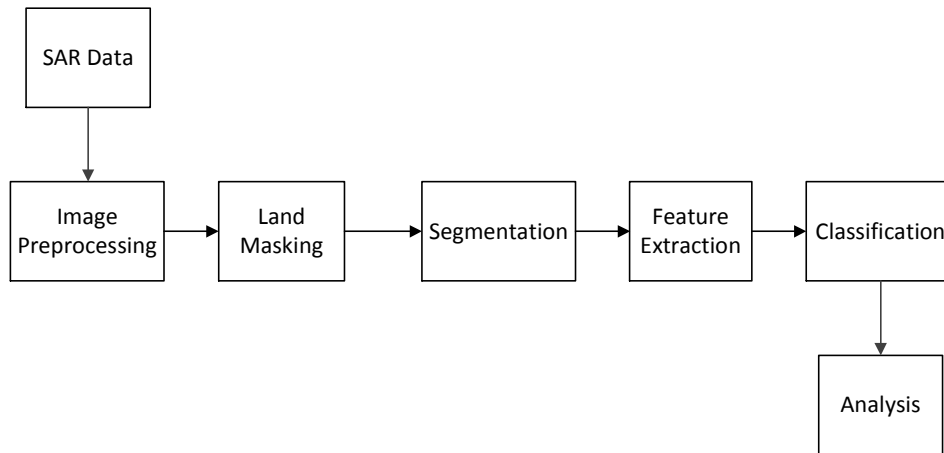 SAR Data
Image
Preprocessing
Land
Masking
Segmentation
Feature
Extraction
Classification
Analysis